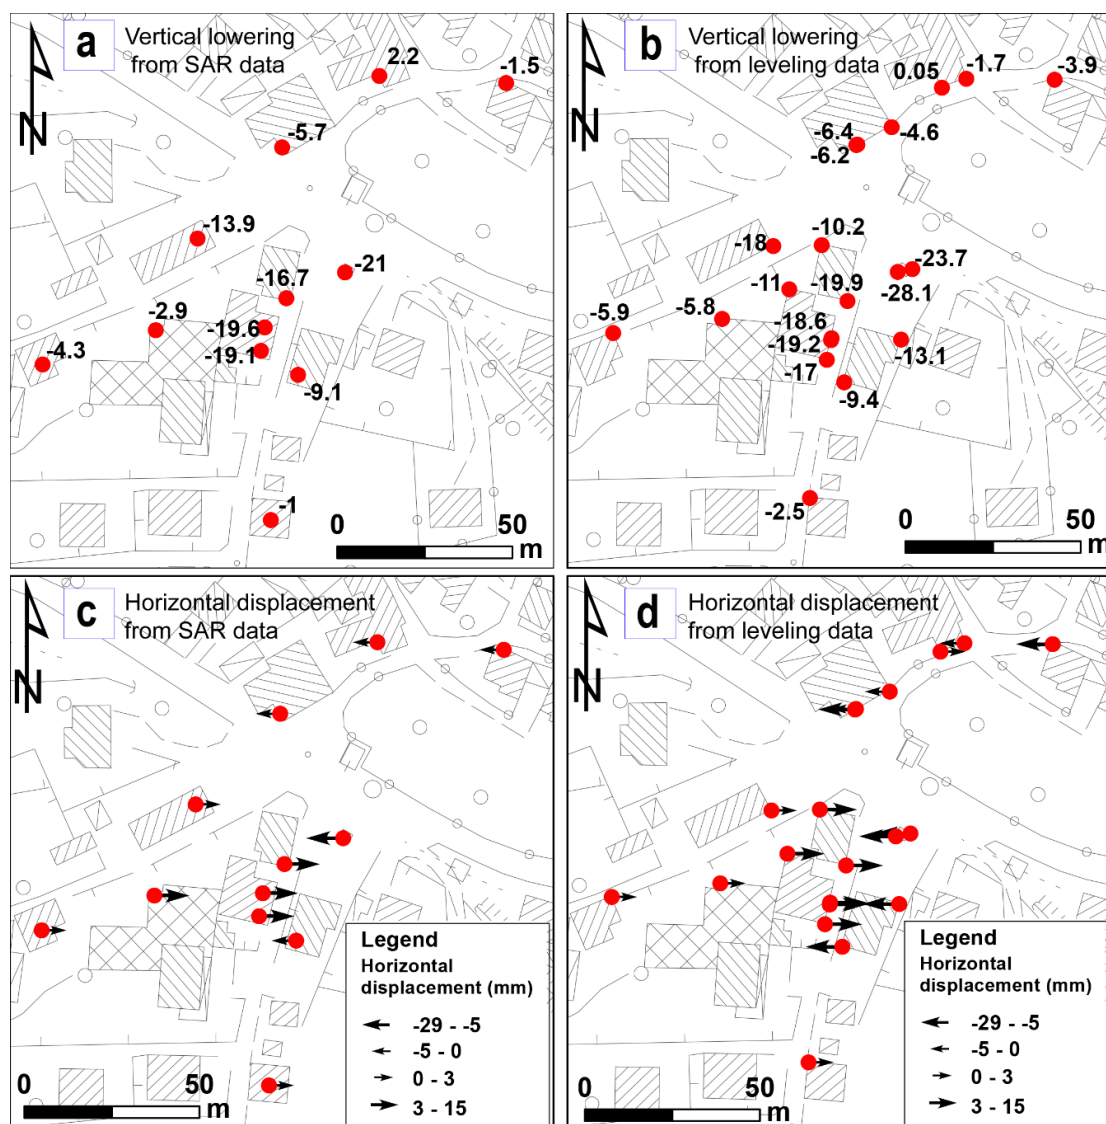 a
Vertical lowering
from SAR data
N
2.2
-1.5
-5.7
-13.9
-21
-16.7
-2.9
-19.6
-4.3
-19.1
-9.1
-1
0 50
m
b
Vertical lowering
from leveling data
N
0.05
-1.7
-3.9
-6.4
-4.6
-6.2
-10.2
-18
-23.7
-11
-19.9
-28.1
-5.9
-5.8
-18.6
-19.2
-13.1
-17
-9.4
-2.5
0 50
m
c
Horizontal displacement
from SAR data
N
Legend
Horizontal
displacement (mm)
-29 - -5
-5 - 0
0 - 3
3 - 15
0 50
m
d
Horizontal displacement
from leveling data
N
Legend
Horizontal
displacement (mm)
-29 - -5
-5 - 0
0 - 3
3 - 15
0 50
m